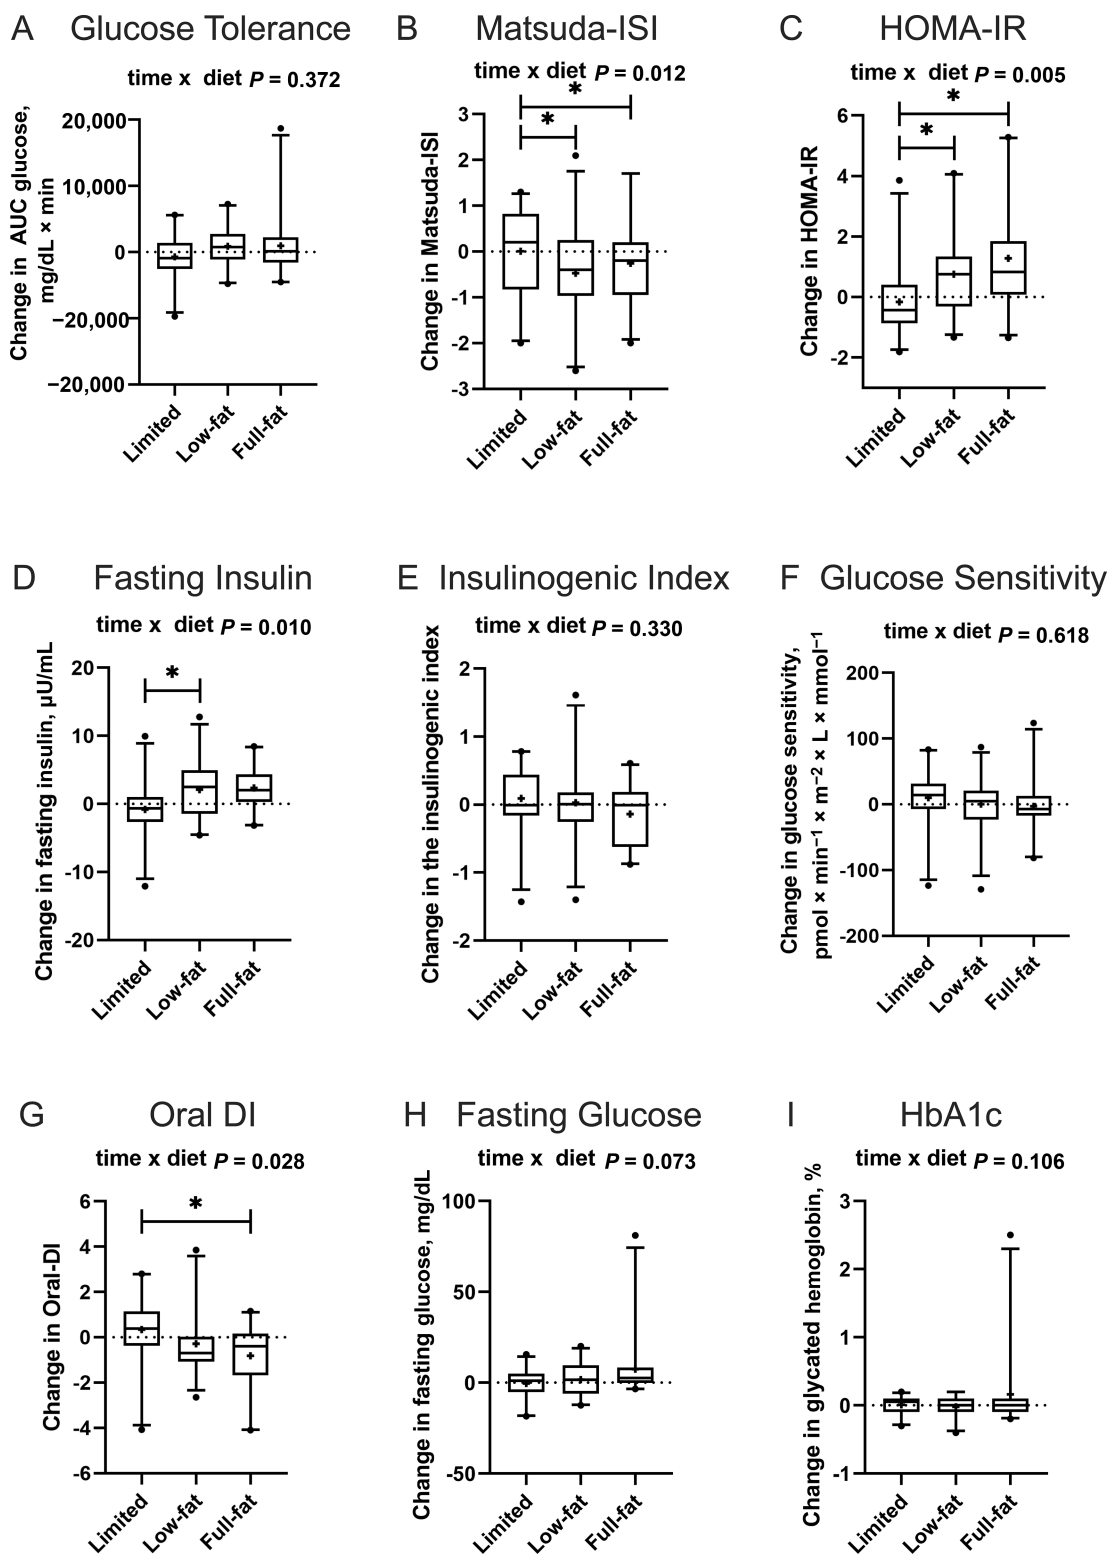 A Glucose Tolerance
time x diet P = 0.372
Change in AUC glucose,
mg/dL × min
20,000
10,000
0
−20,000
−20,000
Limited
Low-fat
Full-fat
B Matsuda-ISI
time x diet P = 0.012
*
*
Change in Matsuda-ISI
3
2
1
0
-1
-2
-3
Limited
Low-fat
Full-fat
C HOMA-IR
time x diet P = 0.005
*
*
Change in HOMA-IR
6
4
2
0
-2
Limited
Low-fat
Full-fat
D Fasting Insulin
time x diet P = 0.010
*
Change in fasting insulin, µU/mL
20
10
0
-10
-20
Limited
Low-fat
Full-fat
E Insulinogenic Index
time x diet P = 0.330
Change in the insulinogenic index
2
1
0
-1
-2
Limited
Low-fat
Full-fat
F Glucose Sensitivity
time x diet P = 0.618
Change in glucose sensitivity,
pmol × min⁻¹ × m⁻² × L × mmol⁻¹
200
100
0
-100
-200
Limited
Low-fat
Full-fat
G Oral DI
time x diet P = 0.028
*
Change in Oral-DI
6
4
2
0
-2
-4
-6
Limited
Low-fat
Full-fat
H Fasting Glucose
time x diet P = 0.073
Change in fasting glucose, mg/dL
100
50
0
-50
Limited
Low-fat
Full-fat
I HbA1c
time x diet P = 0.106
Change in glycated hemoglobin, %
3
2
1
0
-1
Limited
Low-fat
Full-fat